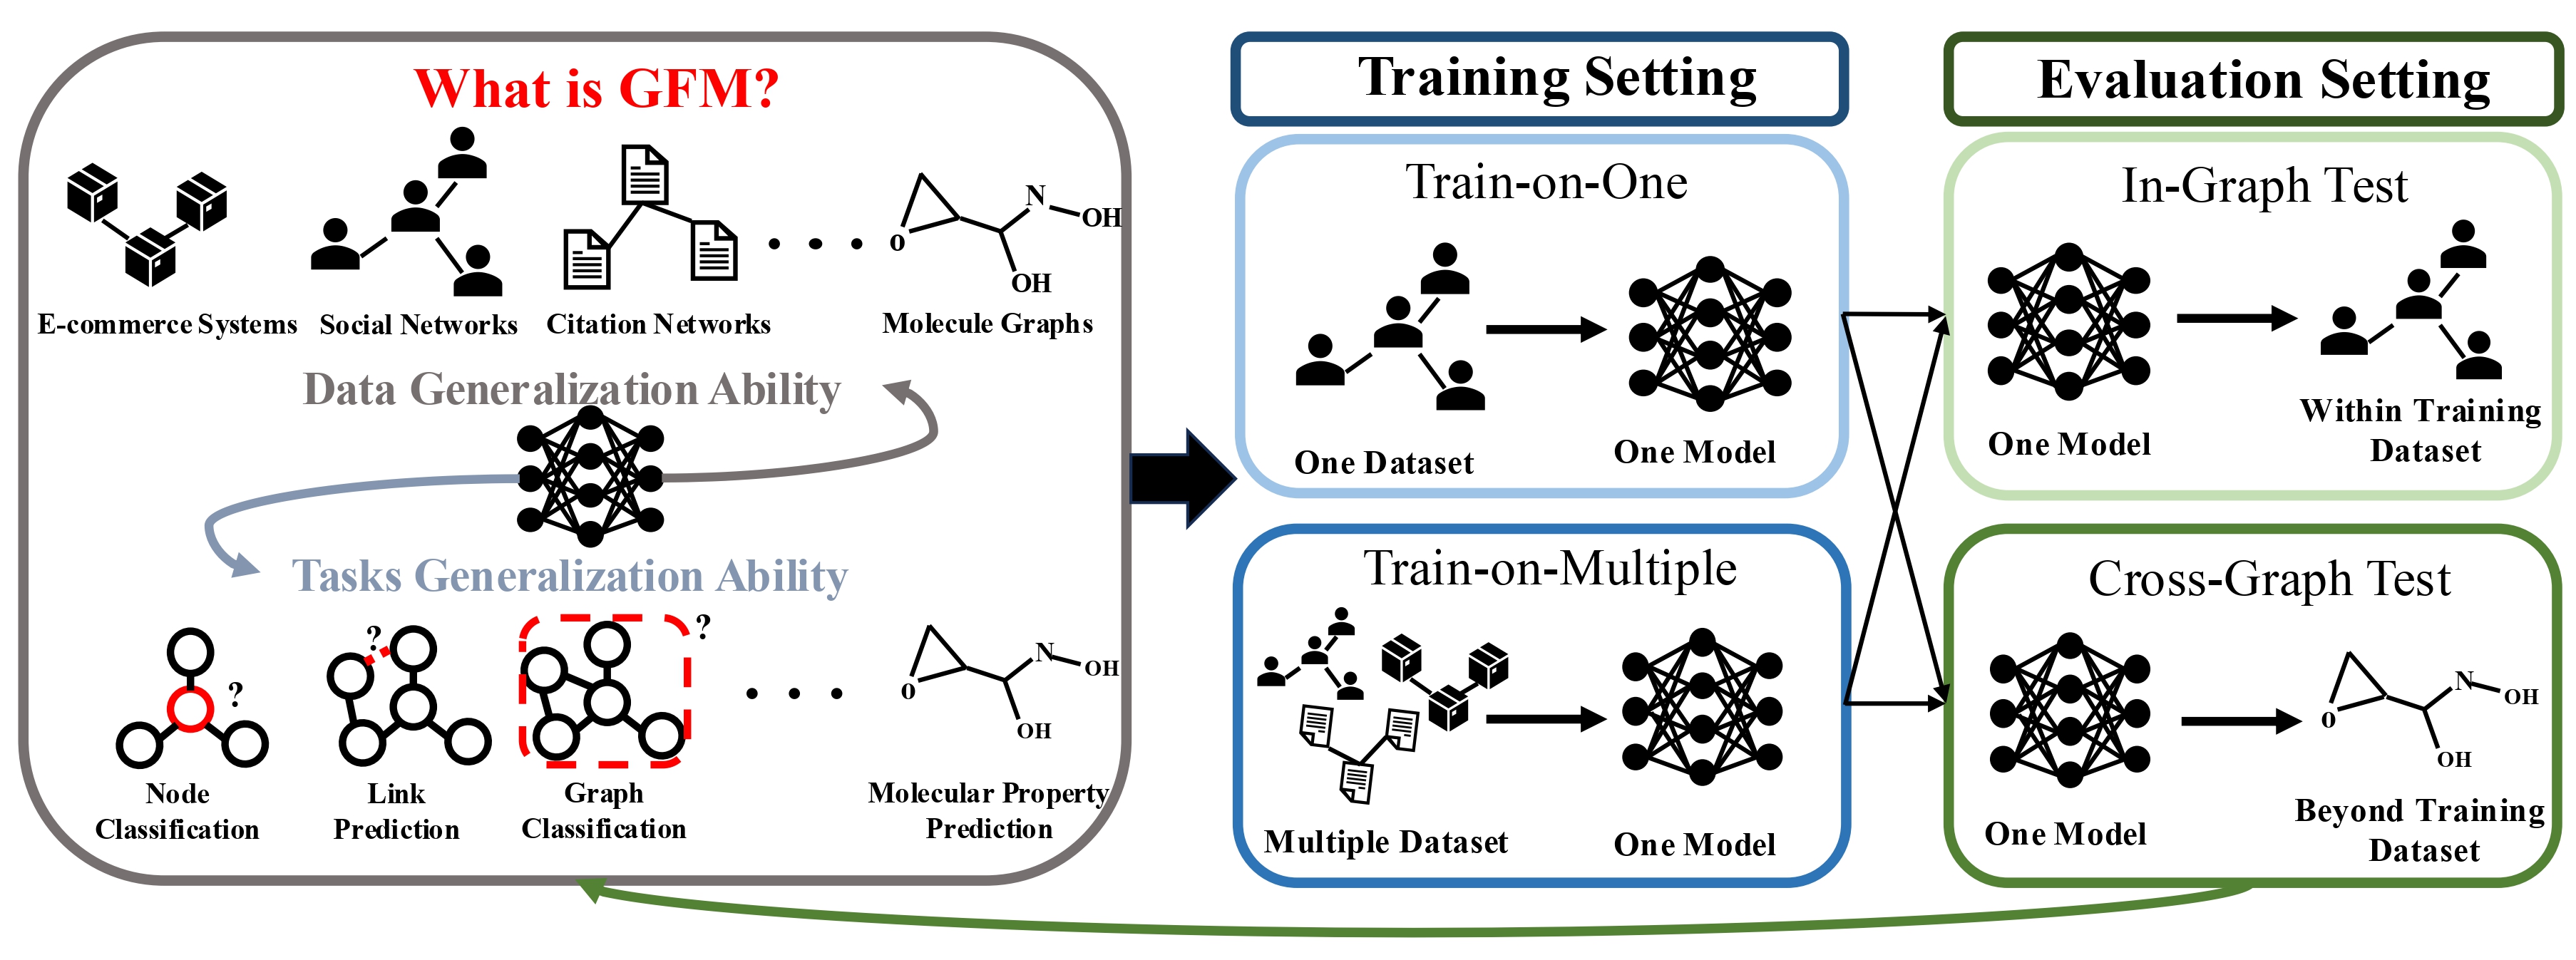 What is GFM?
E-commerce Systems
Social Networks
Citation Networks
N
OH
O
OH
Molecule Graphs
Data Generalization Ability
Tasks Generalization Ability
?
?
?
N
OH
O
OH
Node
Classification
Link
Prediction
Graph
Classification
Molecular Property
Prediction
Training Setting
Train-on-One
One Dataset
One Model
Train-on-Multiple
Multiple Dataset
One Model
Evaluation Setting
In-Graph Test
One Model
Within Training
Dataset
Cross-Graph Test
N
OH
O
OH
One Model
Beyond Training
Dataset